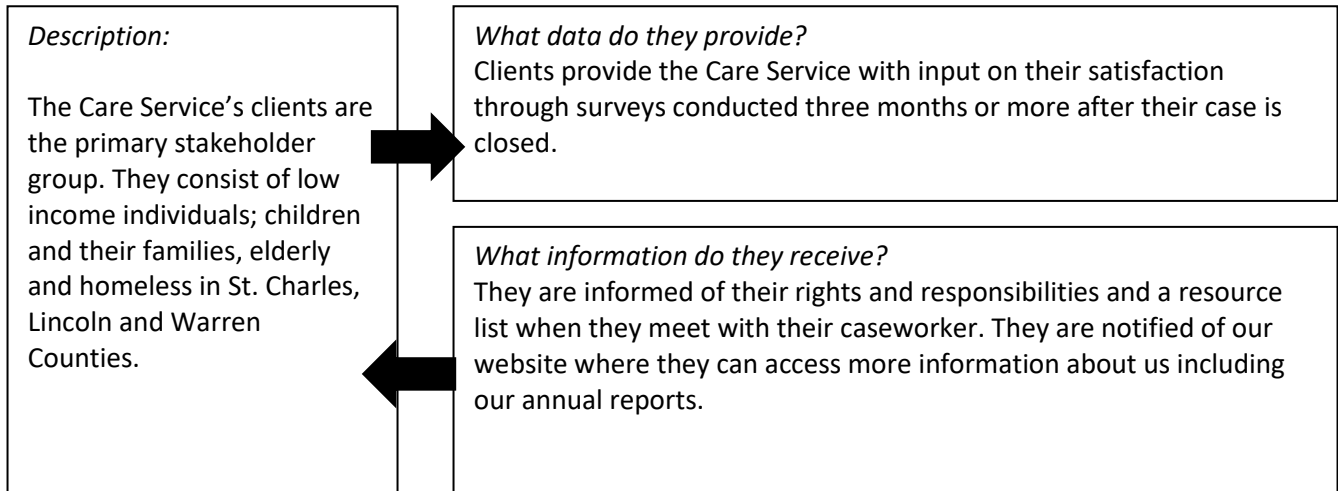 Description:
The Care Service’s clients are
the primary stakeholder
group. They consist of low
income individuals; children
and their families, elderly
and homeless in St. Charles,
Lincoln and Warren
Counties.
What data do they provide?
Clients provide the Care Service with input on their satisfaction
through surveys conducted three months or more after their case is
closed.
What information do they receive?
They are informed of their rights and responsibilities and a resource
list when they meet with their caseworker. They are notified of our
website where they can access more information about us including
our annual reports.